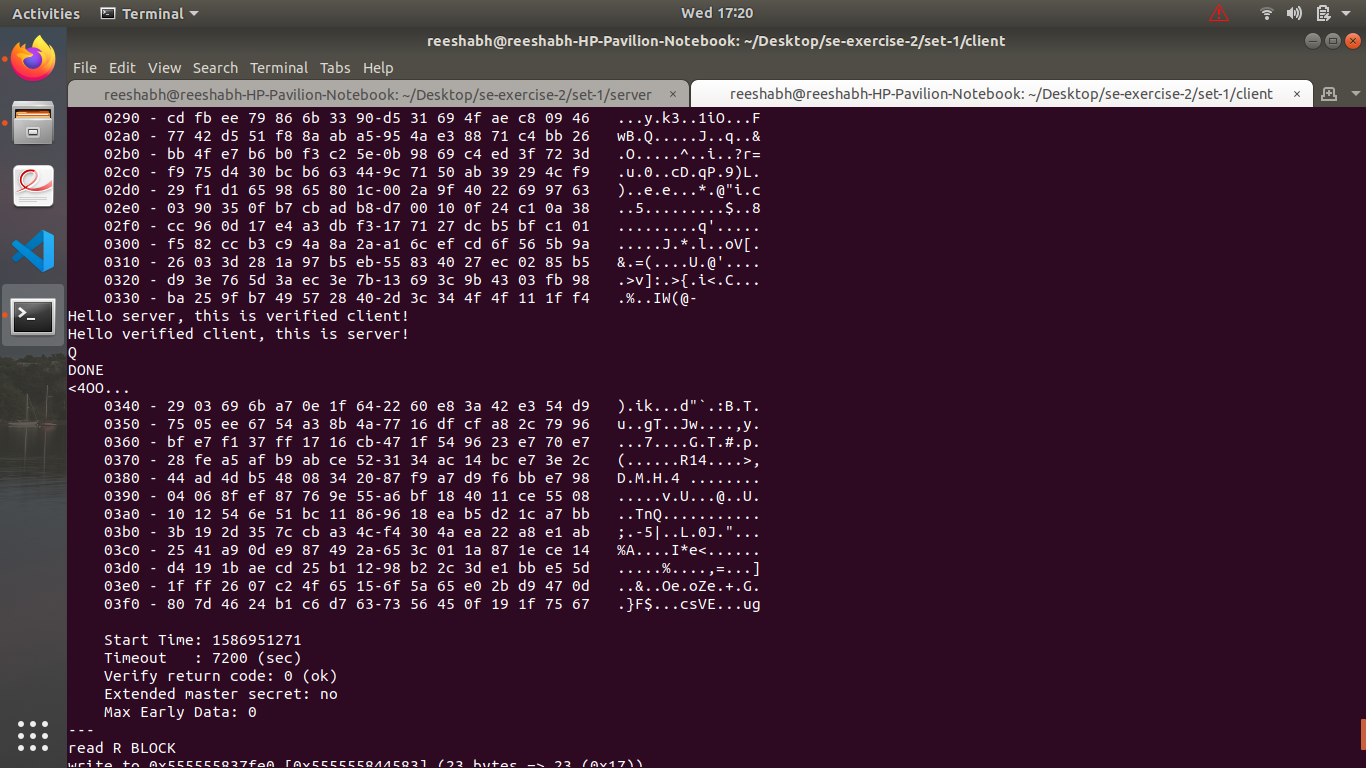 Activities Terminal Wed 17:20
reeshabh@reeshabh-HP-Pavilion-Notebook: ~/Desktop/se-exercise-2/set-1/client
File Edit View Search Terminal Tabs Help
reeshabh@reeshabh-HP-Pavilion-Notebook: ~/Desktop/se-exercise-2/set-1/server × reeshabh@reeshabh-HP-Pavilion-Notebook: ~/Desktop/se-exercise-2/set-1/client ×
0290 - cd fb ee 79 86 6b 33 90-d5 31 69 4f ae c8 09 46   ...y.k3..1iO...F
02a0 - 77 42 d5 51 f8 8a ab a5-95 4a e3 88 71 c4 bb 26   wB.Q.....J..q..&
02b0 - bb 4f e7 b6 b0 f3 c2 5e-0b 98 69 c4 ed 3f 72 3d   .O.....^..i..?r=
02c0 - f9 75 d4 30 bc b6 63 44-9c 71 50 ab 39 29 4c f9   .u.0..cD.qP.9)L.
02d0 - 29 f1 d1 65 98 65 80 1c-00 2a 9f 40 22 69 97 63   )..e.e...*.@"i.c
02e0 - 03 90 35 0f b7 cb ad b8-d7 00 10 0f 24 c1 0a 38   ..5.........$..8
02f0 - cc 96 0d 17 e4 a3 db f3-17 71 27 dc b5 bf c1 01   .........q'.....
0300 - f5 82 cc b3 c9 4a 8a 2a-a1 6c ef cd 6f 56 5b 9a   .....J.*.l..oV[.
0310 - 26 03 3d 28 1a 97 b5 eb-55 83 40 27 ec 02 85 b5   &.=(....U.@'....
0320 - d9 3e 76 5d 3a ec 3e 7b-13 69 3c 9b 43 03 fb 98   .>v]:.>{.i<.C...
0330 - ba 25 9f b7 49 57 28 40-2d 3c 34 4f 4f 11 1f f4   .%..IW(@-
Hello server, this is verified client!
Hello verified client, this is server!
Q
DONE
<4OO...
0340 - 29 03 69 6b a7 0e 1f 64-22 60 e8 3a 42 e3 54 d9   ).ik...d"`.:B.T.
0350 - 75 05 ee 67 54 a3 8b 4a-77 16 df cf a8 2c 79 96   u..gT..Jw....,y.
0360 - bf e7 f1 37 ff 17 16 cb-47 1f 54 96 23 e7 70 e7   ...7....G.T.#.p.
0370 - 28 fe a5 af b9 ab ce 52-31 34 ac 14 bc e7 3e 2c   (......R14....>,
0380 - 44 ad 4d b5 48 08 34 20-87 f9 a7 d9 f6 bb e7 98   D.M.H.4 ........
0390 - 04 06 8f ef 87 76 9e 55-a6 bf 18 40 11 ce 55 08   .....v.U...@..U.
03a0 - 10 12 54 6e 51 bc 11 86-96 18 ea b5 d2 1c a7 bb   ..TnQ...........
03b0 - 3b 19 2d 35 7c cb a3 4c-f4 30 4a ea 22 a8 e1 ab   ;.-5|..L.0J."...
03c0 - 25 41 a9 0d e9 87 49 2a-65 3c 01 1a 87 1e ce 14   %A....I*e<......
03d0 - d4 19 1b ae cd 25 b1 12-98 b2 2c 3d e1 bb e5 5d   .....%....,=...]
03e0 - 1f ff 26 07 c2 4f 65 15-6f 5a 65 e0 2b d9 47 0d   ..&..Oe.oZe.+.G.
03f0 - 80 7d 46 24 b1 c6 d7 63-73 56 45 0f 19 1f 75 67   .}F$...csVE...ug
Start Time: 1586951271
Timeout   : 7200 (sec)
Verify return code: 0 (ok)
Extended master secret: no
Max Early Data: 0
---
read R BLOCK
write to 0x555555837fe0 [0x555555844583] (23 bytes => 23 (0x17))